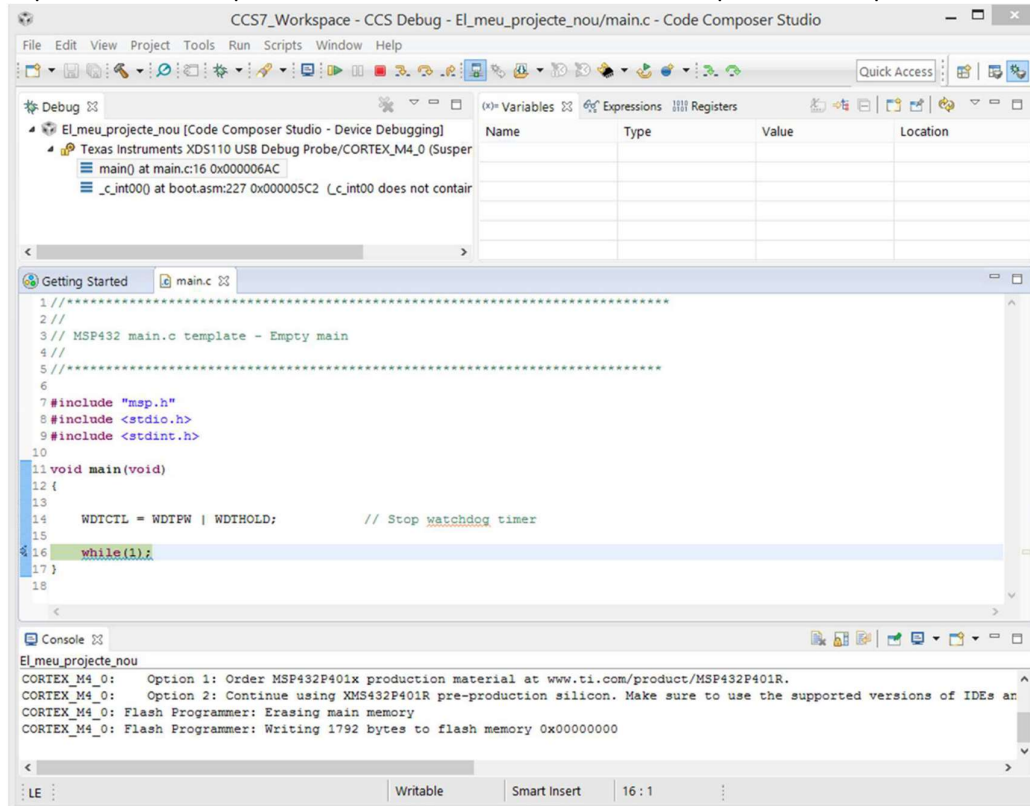 CCS7_Workspace - CCS Debug - El_meu_projecte_nou/main.c - Code Composer Studio
File Edit View Project Tools Run Scripts Window Help
Quick Access
Debug
(x)= Variables Expressions Registers
El_meu_projecte_nou [Code Composer Studio - Device Debugging]
Name Type Value Location
Texas Instruments XDS110 USB Debug Probe/CORTEX_M4_0 (Susper
main() at main.c:16 0x000006AC
_c_int00() at boot.asm:227 0x000005C2 (_c_int00 does not contair
Getting Started main.c
1 //*****************************************************************************
2 //
3 // MSP432 main.c template - Empty main
4 //
5 //****************************************************************************
6
7 #include "msp.h"
8 #include <stdio.h>
9 #include <stdint.h>
10
11 void main(void)
12 {
13
14 WDTCTL = WDTPW | WDTHOLD; // Stop watchdog timer
15
16 while(1);
17 }
18
Console
El_meu_projecte_nou
CORTEX_M4_0: Option 1: Order MSP432P401x production material at www.ti.com/product/MSP432P401R.
CORTEX_M4_0: Option 2: Continue using XMS432P401R pre-production silicon. Make sure to use the supported versions of IDEs an
CORTEX_M4_0: Flash Programmer: Erasing main memory
CORTEX_M4_0: Flash Programmer: Writing 1792 bytes to flash memory 0x00000000
LE Writable Smart Insert 16 : 1